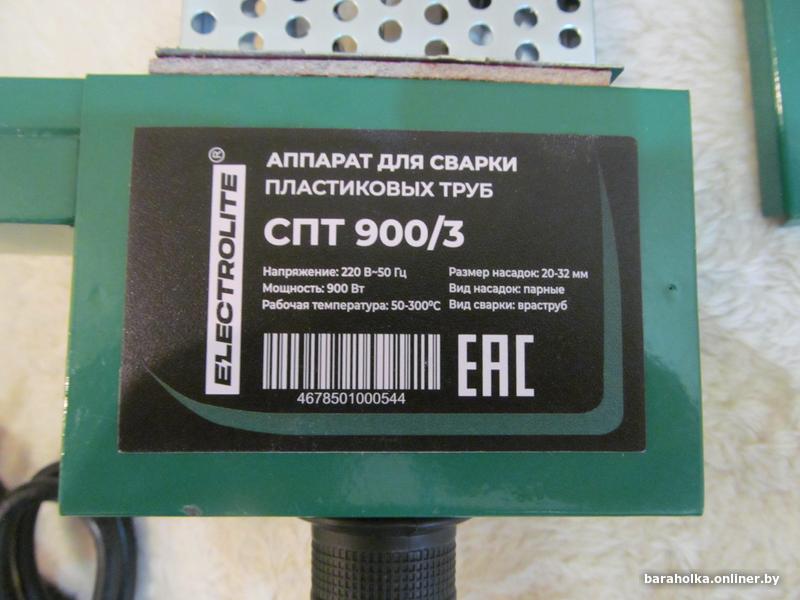 ELECTROLITE®
АППАРАТ ДЛЯ СВАРКИ
ПЛАСТИКОВЫХ ТРУБ
СПТ 900/3
Напряжение: 220 В~50 Гц
Мощность: 900 Вт
Рабочая температура: 50-300°С
Размер насадок: 20-32 мм
Вид насадок: парные
Вид сварки: враструб
4678501000544
ЕАС
baraholka.onliner.by